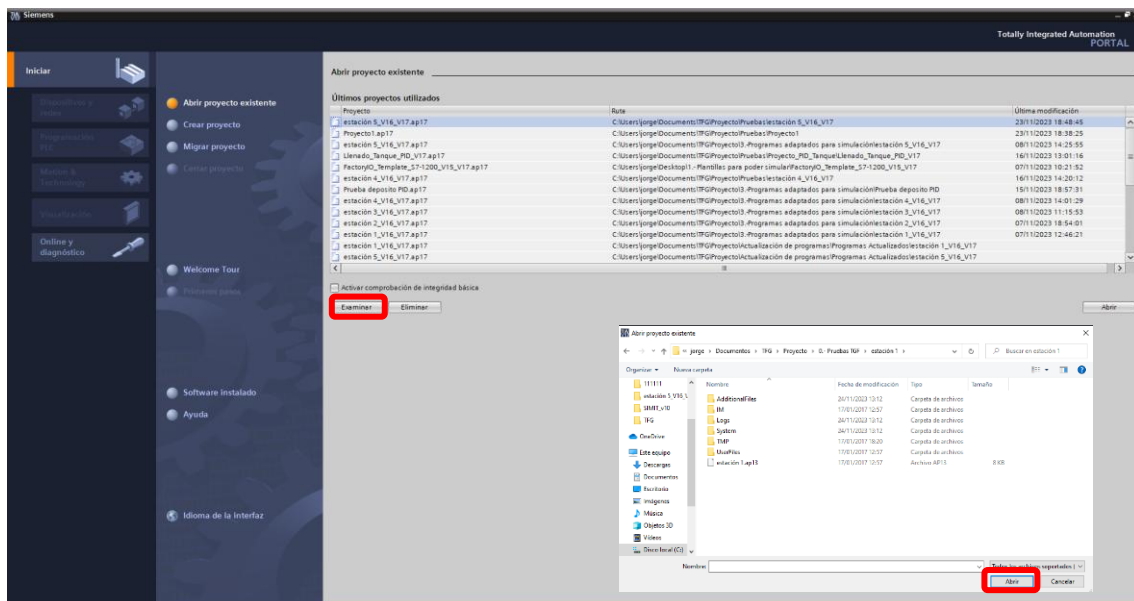 Siemens
Totally Integrated Automation
PORTAL
Iniciar
Dispositivos y
redes
Programación
PLC
Motion &
Technology
Visualización
Online y
diagnóstico
Abrir proyecto existente
Crear proyecto
Migrar proyecto
Cerrar proyecto
Welcome Tour
Primeros pasos
Software instalado
Ayuda
Idioma de la interfaz
Abrir proyecto existente
Últimos proyectos utilizados
Proyecto Ruta Última modificación
estación 5_V16_V17.ap17 C:\Users\jorge\Documents\TFG\Proyecto\Pruebas\estación 5_V16_V17 23/11/2023 18:48:45
Proyecto1.ap17 C:\Users\jorge\Documents\TFG\Proyecto\Pruebas\Proyecto1 23/11/2023 18:38:25
estación 5_V16_V17.ap17 C:\Users\jorge\Documents\TFG\Proyecto\3.-Programas adaptados para simulación\estación 5_V16_V17 08/11/2023 14:25:55
Llenado_Tanque_PID_V17.ap17 C:\Users\jorge\Documents\TFG\Proyecto\Pruebas\Proyecto_PID_Tanque\Llenado_Tanque_PID_V17 16/11/2023 13:01:16
FactoryIO_Template_S7-1200_V15_V17.ap17 C:\Users\jorge\Desktop\1.-Plantillas para poder simular\FactoryIO_Template_S7-1200_V15_V17 07/11/2023 10:21:52
estación 4_V16_V17.ap17 C:\Users\jorge\Documents\TFG\Proyecto\Pruebas\estación 4_V16_V17 16/11/2023 14:20:12
Prueba deposito PID.ap17 C:\Users\jorge\Documents\TFG\Proyecto\3.-Programas adaptados para simulación\Prueba deposito PID 15/11/2023 18:57:31
estación 4_V16_V17.ap17 C:\Users\jorge\Documents\TFG\Proyecto\3.-Programas adaptados para simulación\estación 4_V16_V17 08/11/2023 14:01:29
estación 3_V16_V17.ap17 C:\Users\jorge\Documents\TFG\Proyecto\3.-Programas adaptados para simulación\estación 3_V16_V17 08/11/2023 11:15:53
estación 2_V16_V17.ap17 C:\Users\jorge\Documents\TFG\Proyecto\3.-Programas adaptados para simulación\estación 2_V16_V17 07/11/2023 18:54:01
estación 1_V16_V17.ap17 C:\Users\jorge\Documents\TFG\Proyecto\3.-Programas adaptados para simulación\estación 1_V16_V17 07/11/2023 12:46:21
estación 1_V16_V17.ap17 C:\Users\jorge\Documents\TFG\Proyecto\Actualización de programas\Programas Actualizados\estación 1_V16_V17
estación 5_V16_V17.ap17 C:\Users\jorge\Documents\TFG\Proyecto\Actualización de programas\Programas Actualizados\estación 5_V16_V17
Activar comprobación de integridad básica
Examinar Eliminar Abrir
Abrir proyecto existente
« jorge › Documentos › TFG › Proyecto › 0.- Pruebas TGF › estación 1 › Buscar en estación 1
Organizar Nueva carpeta
Nombre Fecha de modificación Tipo Tamaño
111111
estación 5_V16_V
SIMIT_v10
TFG
OneDrive
Este equipo
Descargas
Documentos
Escritorio
Imágenes
Música
Objetos 3D
Vídeos
Disco local (C:)
AdditionalFiles 24/11/2023 13:12 Carpeta de archivos
IM 17/01/2017 12:57 Carpeta de archivos
Logs 24/11/2023 13:12 Carpeta de archivos
System 24/11/2023 13:12 Carpeta de archivos
TMP 17/01/2017 18:20 Carpeta de archivos
UserFiles 17/01/2017 12:57 Carpeta de archivos
estación 1.ap13 17/01/2017 12:57 Archivo AP13 8 KB
Nombre Todos los archivos soportados (
Abrir Cancelar